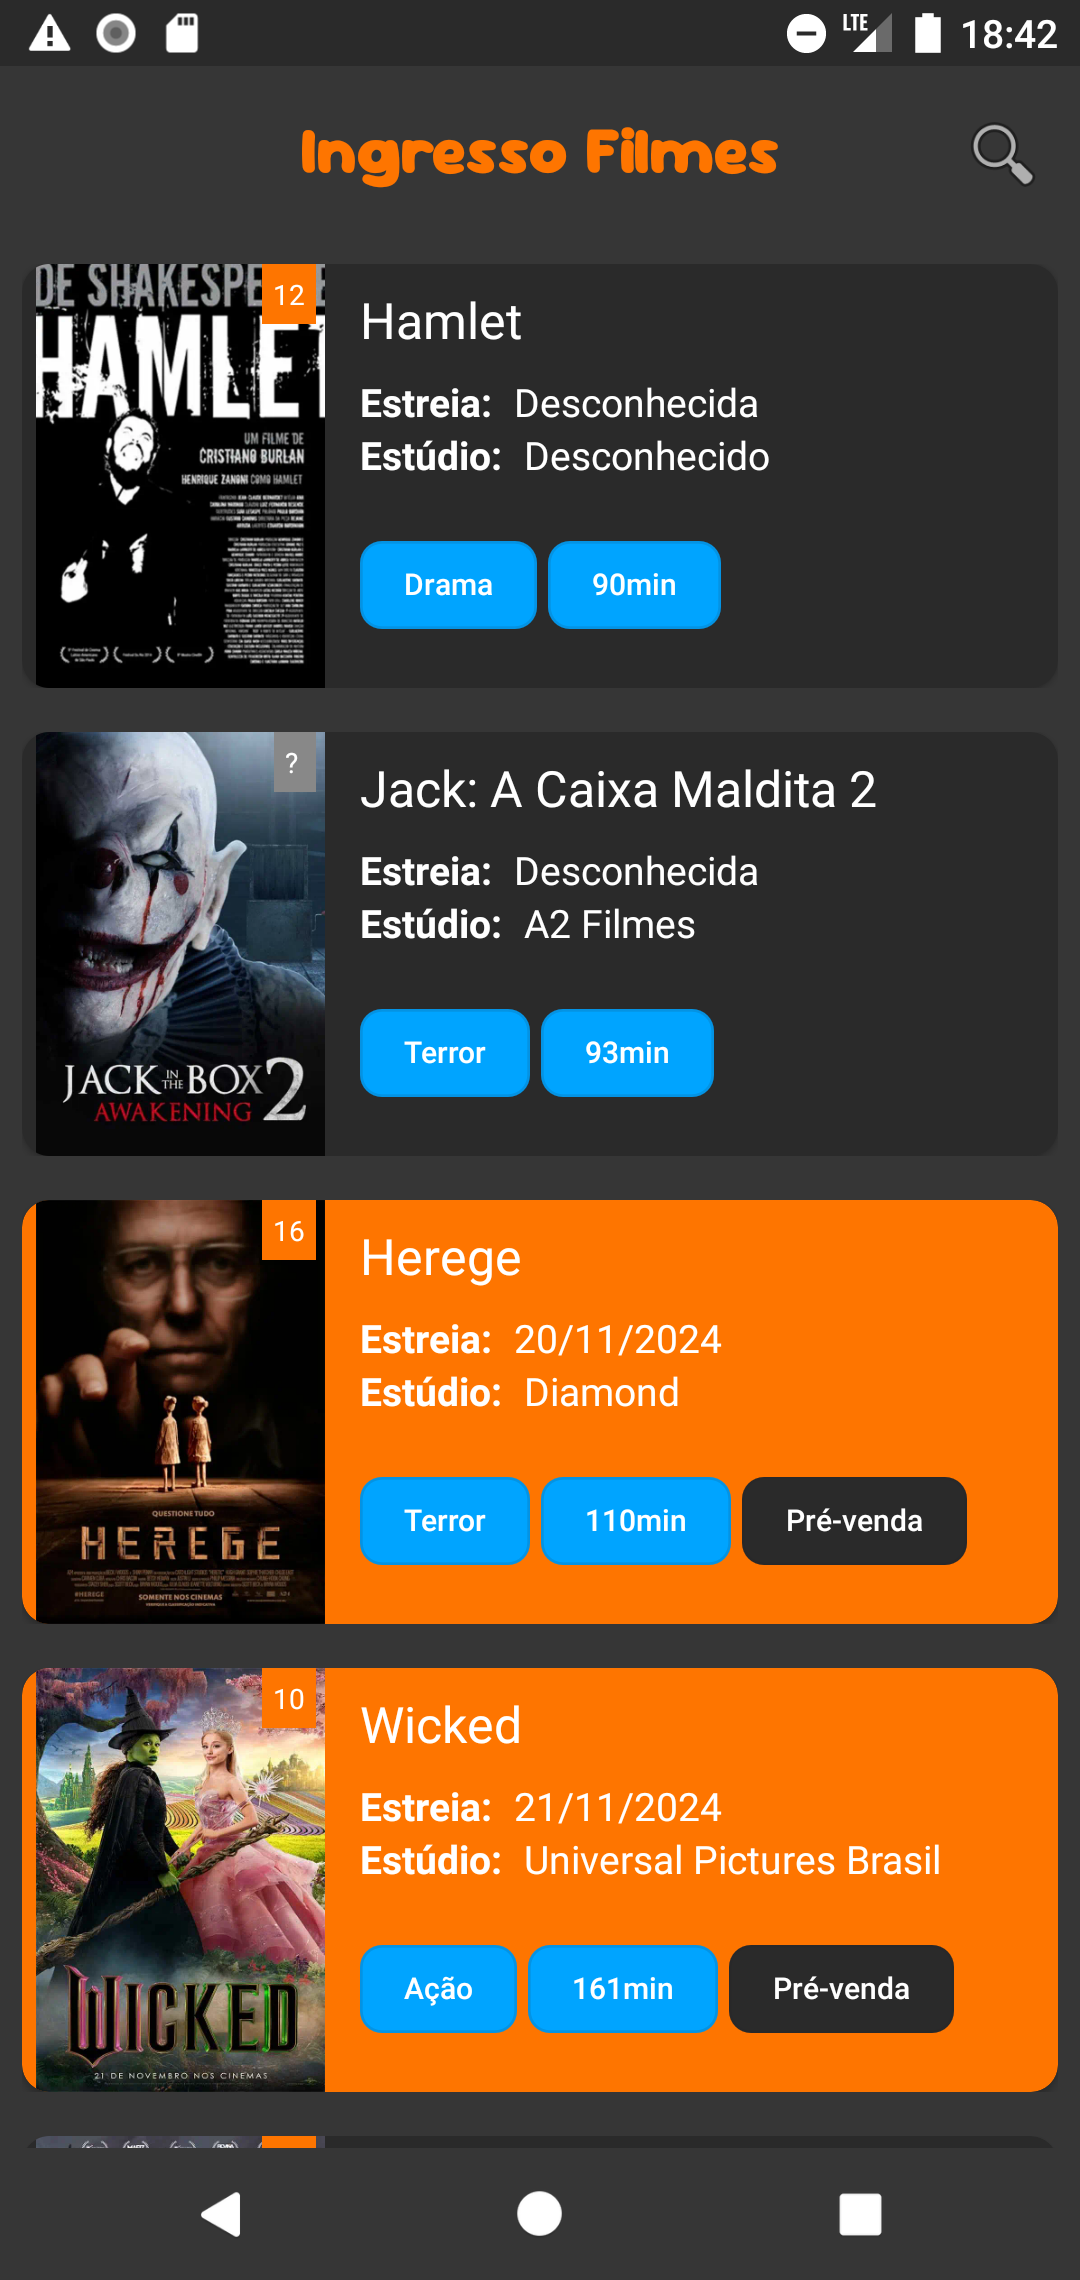 18:42
LTE
Ingresso Filmes
DE SHAKESPE
12
HAMLET
UM FILME DE
CRISTIANO BURLAN
HENRIQUE ZANONI COMO HAMLET
Hamlet
Estreia: Desconhecida
Estúdio: Desconhecido
Drama
90min
?
JACK IN THE BOX 2
AWAKENING
Jack: A Caixa Maldita 2
Estreia: Desconhecida
Estúdio: A2 Filmes
Terror
93min
16
QUESTIONE TUDO
HEREGE
#HEREGE
SOMENTE NOS CINEMAS
Herege
Estreia: 20/11/2024
Estúdio: Diamond
Terror
110min
Pré-venda
10
WICKED
21 DE NOVEMBRO NOS CINEMAS
Wicked
Estreia: 21/11/2024
Estúdio: Universal Pictures Brasil
Ação
161min
Pré-venda